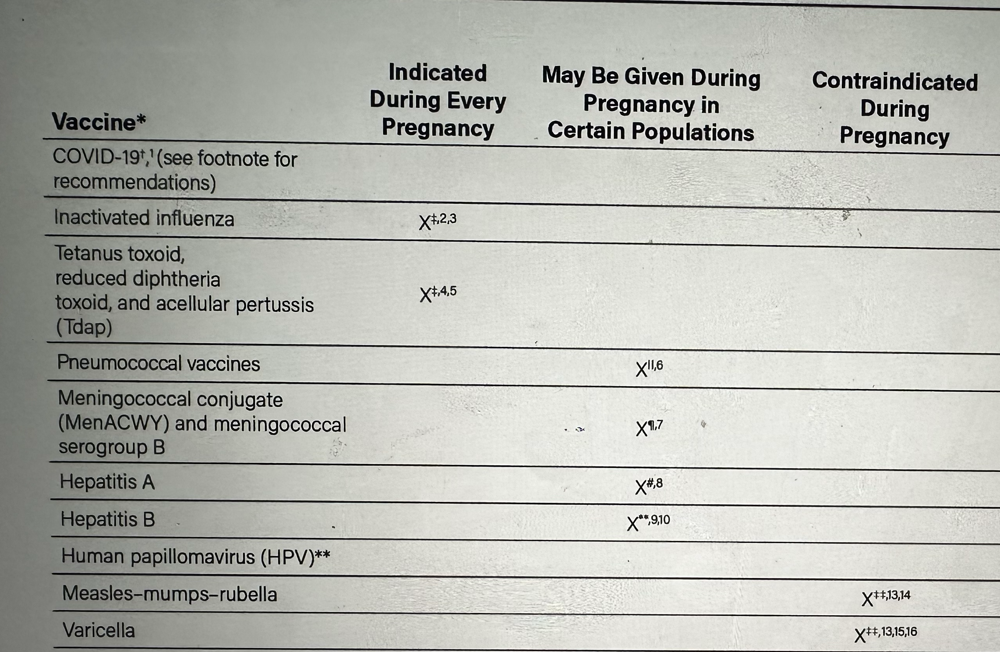 Indicated
During Every
Pregnancy
May Be Given During
Pregnancy in
Certain Populations
Contraindicated
During
Pregnancy
Vaccine*
COVID-19†,1 (see footnote for
recommendations)
Inactivated influenza
X‡,2,3
Tetanus toxoid,
reduced diphtheria
toxoid, and acellular pertussis
(Tdap)
X‡,4,5
Pneumococcal vaccines
X||,6
Meningococcal conjugate
(MenACWY) and meningococcal
serogroup B
X¶,7
Hepatitis A
X#,8
Hepatitis B
X**,9,10
Human papillomavirus (HPV)**
Measles–mumps–rubella
X‡‡,13,14
Varicella
X‡‡,13,15,16